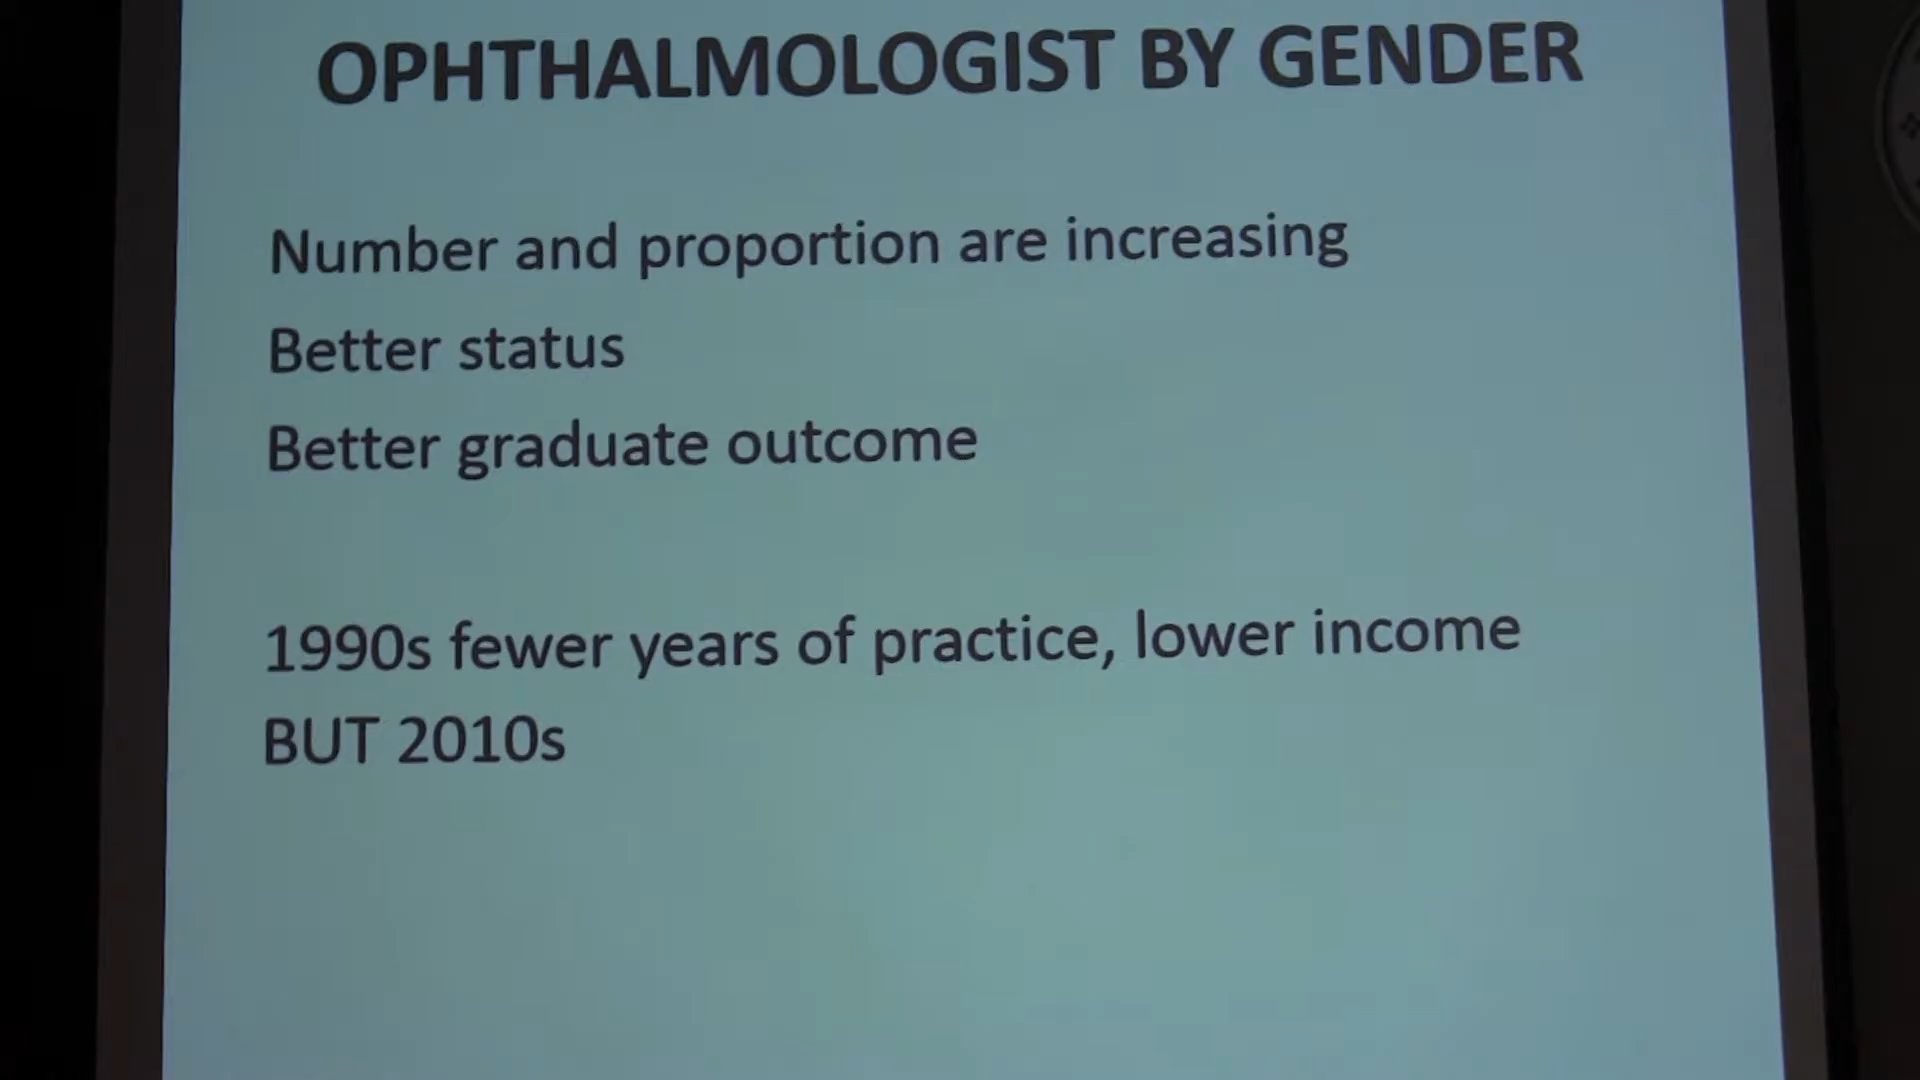 OPHTHALMOLOGIST BY GENDER
Number and proportion are increasing
Better status
Better graduate outcome
1990s fewer years of practice, lower income
BUT 2010s